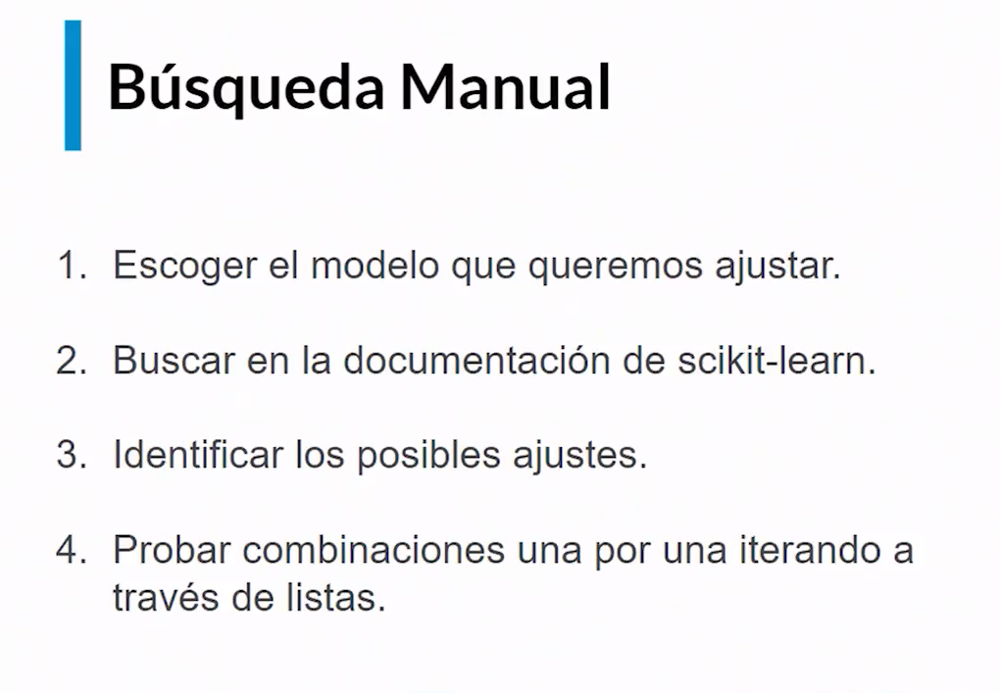 Búsqueda Manual
1. Escoger el modelo que queremos ajustar.
2. Buscar en la documentación de scikit-learn.
3. Identificar los posibles ajustes.
4. Probar combinaciones una por una iterando a
través de listas.